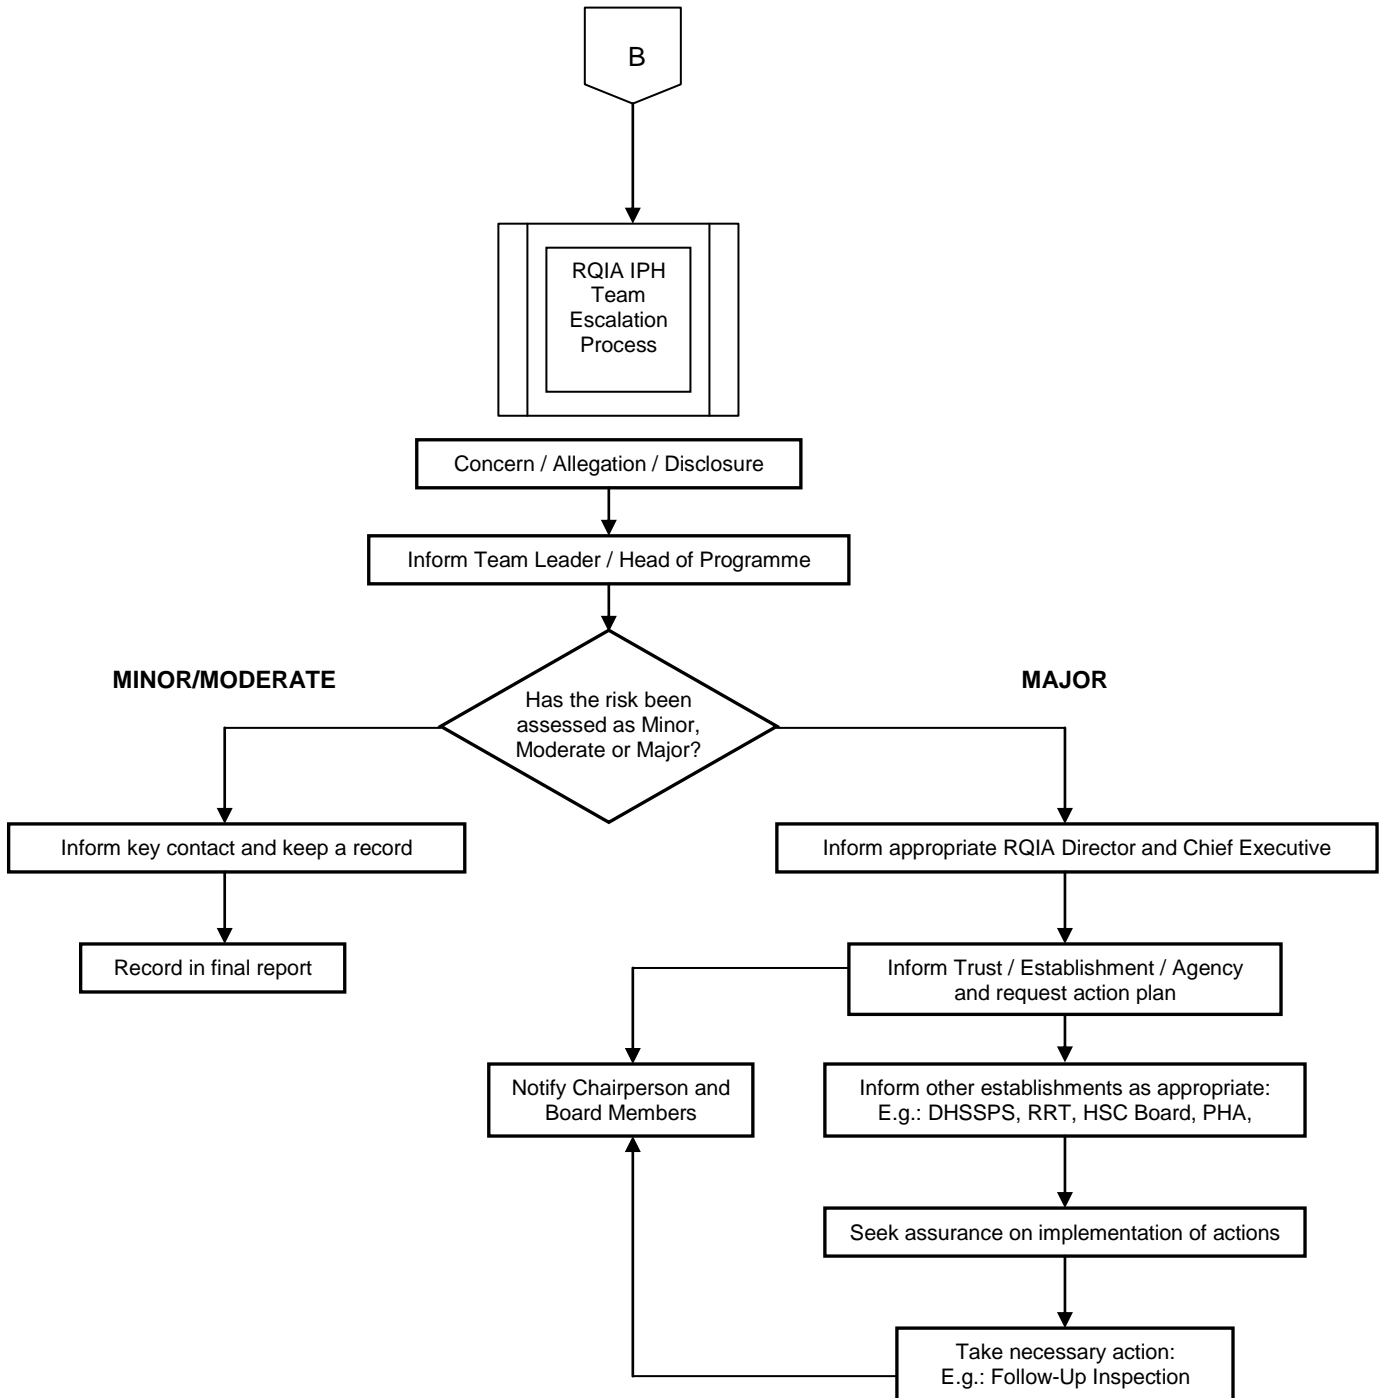 B
RQIA IPH
Team
Escalation
Process
Concern / Allegation / Disclosure
Inform Team Leader / Head of Programme
MINOR/MODERATE
MAJOR
Has the risk been
assessed as Minor,
Moderate or Major?
Inform key contact and keep a record
Inform appropriate RQIA Director and Chief Executive
Record in final report
Inform Trust / Establishment / Agency
and request action plan
Notify Chairperson and
Board Members
Inform other establishments as appropriate:
E.g.: DHSSPS, RRT, HSC Board, PHA,
Seek assurance on implementation of actions
Take necessary action:
E.g.: Follow-Up Inspection